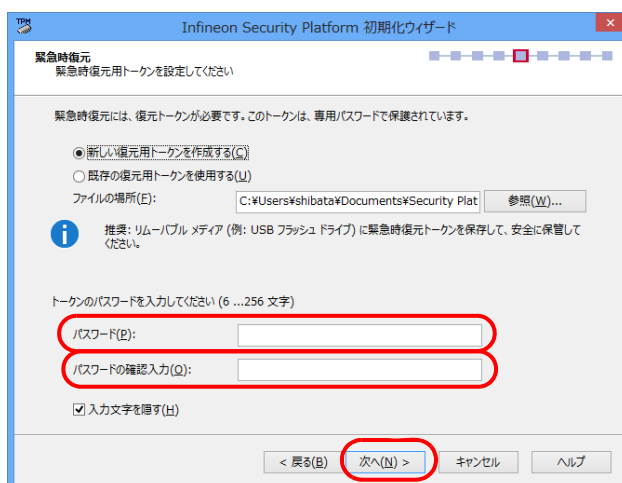 TPM
Infineon Security Platform 初期化ウィザード
緊急時復元
緊急時復元用トークンを設定してください
緊急時復元には、復元トークンが必要です。このトークンは、専用パスワードで保護されています。
新しい復元用トークンを作成する(C)
既存の復元用トークンを使用する(U)
ファイルの場所(F):
C:¥Users¥shibata¥Documents¥Security Plat
参照(W)...
推奨: リムーバブル メディア (例: USB フラッシュ ドライブ) に緊急時復元トークンを保存して、安全に保管して
ください。
トークンのパスワードを入力してください (6 ...256 文字)
パスワード(P):
パスワードの確認入力(O):
入力文字を隠す(H)
< 戻る(B)
次へ(N) >
キャンセル
ヘルプ